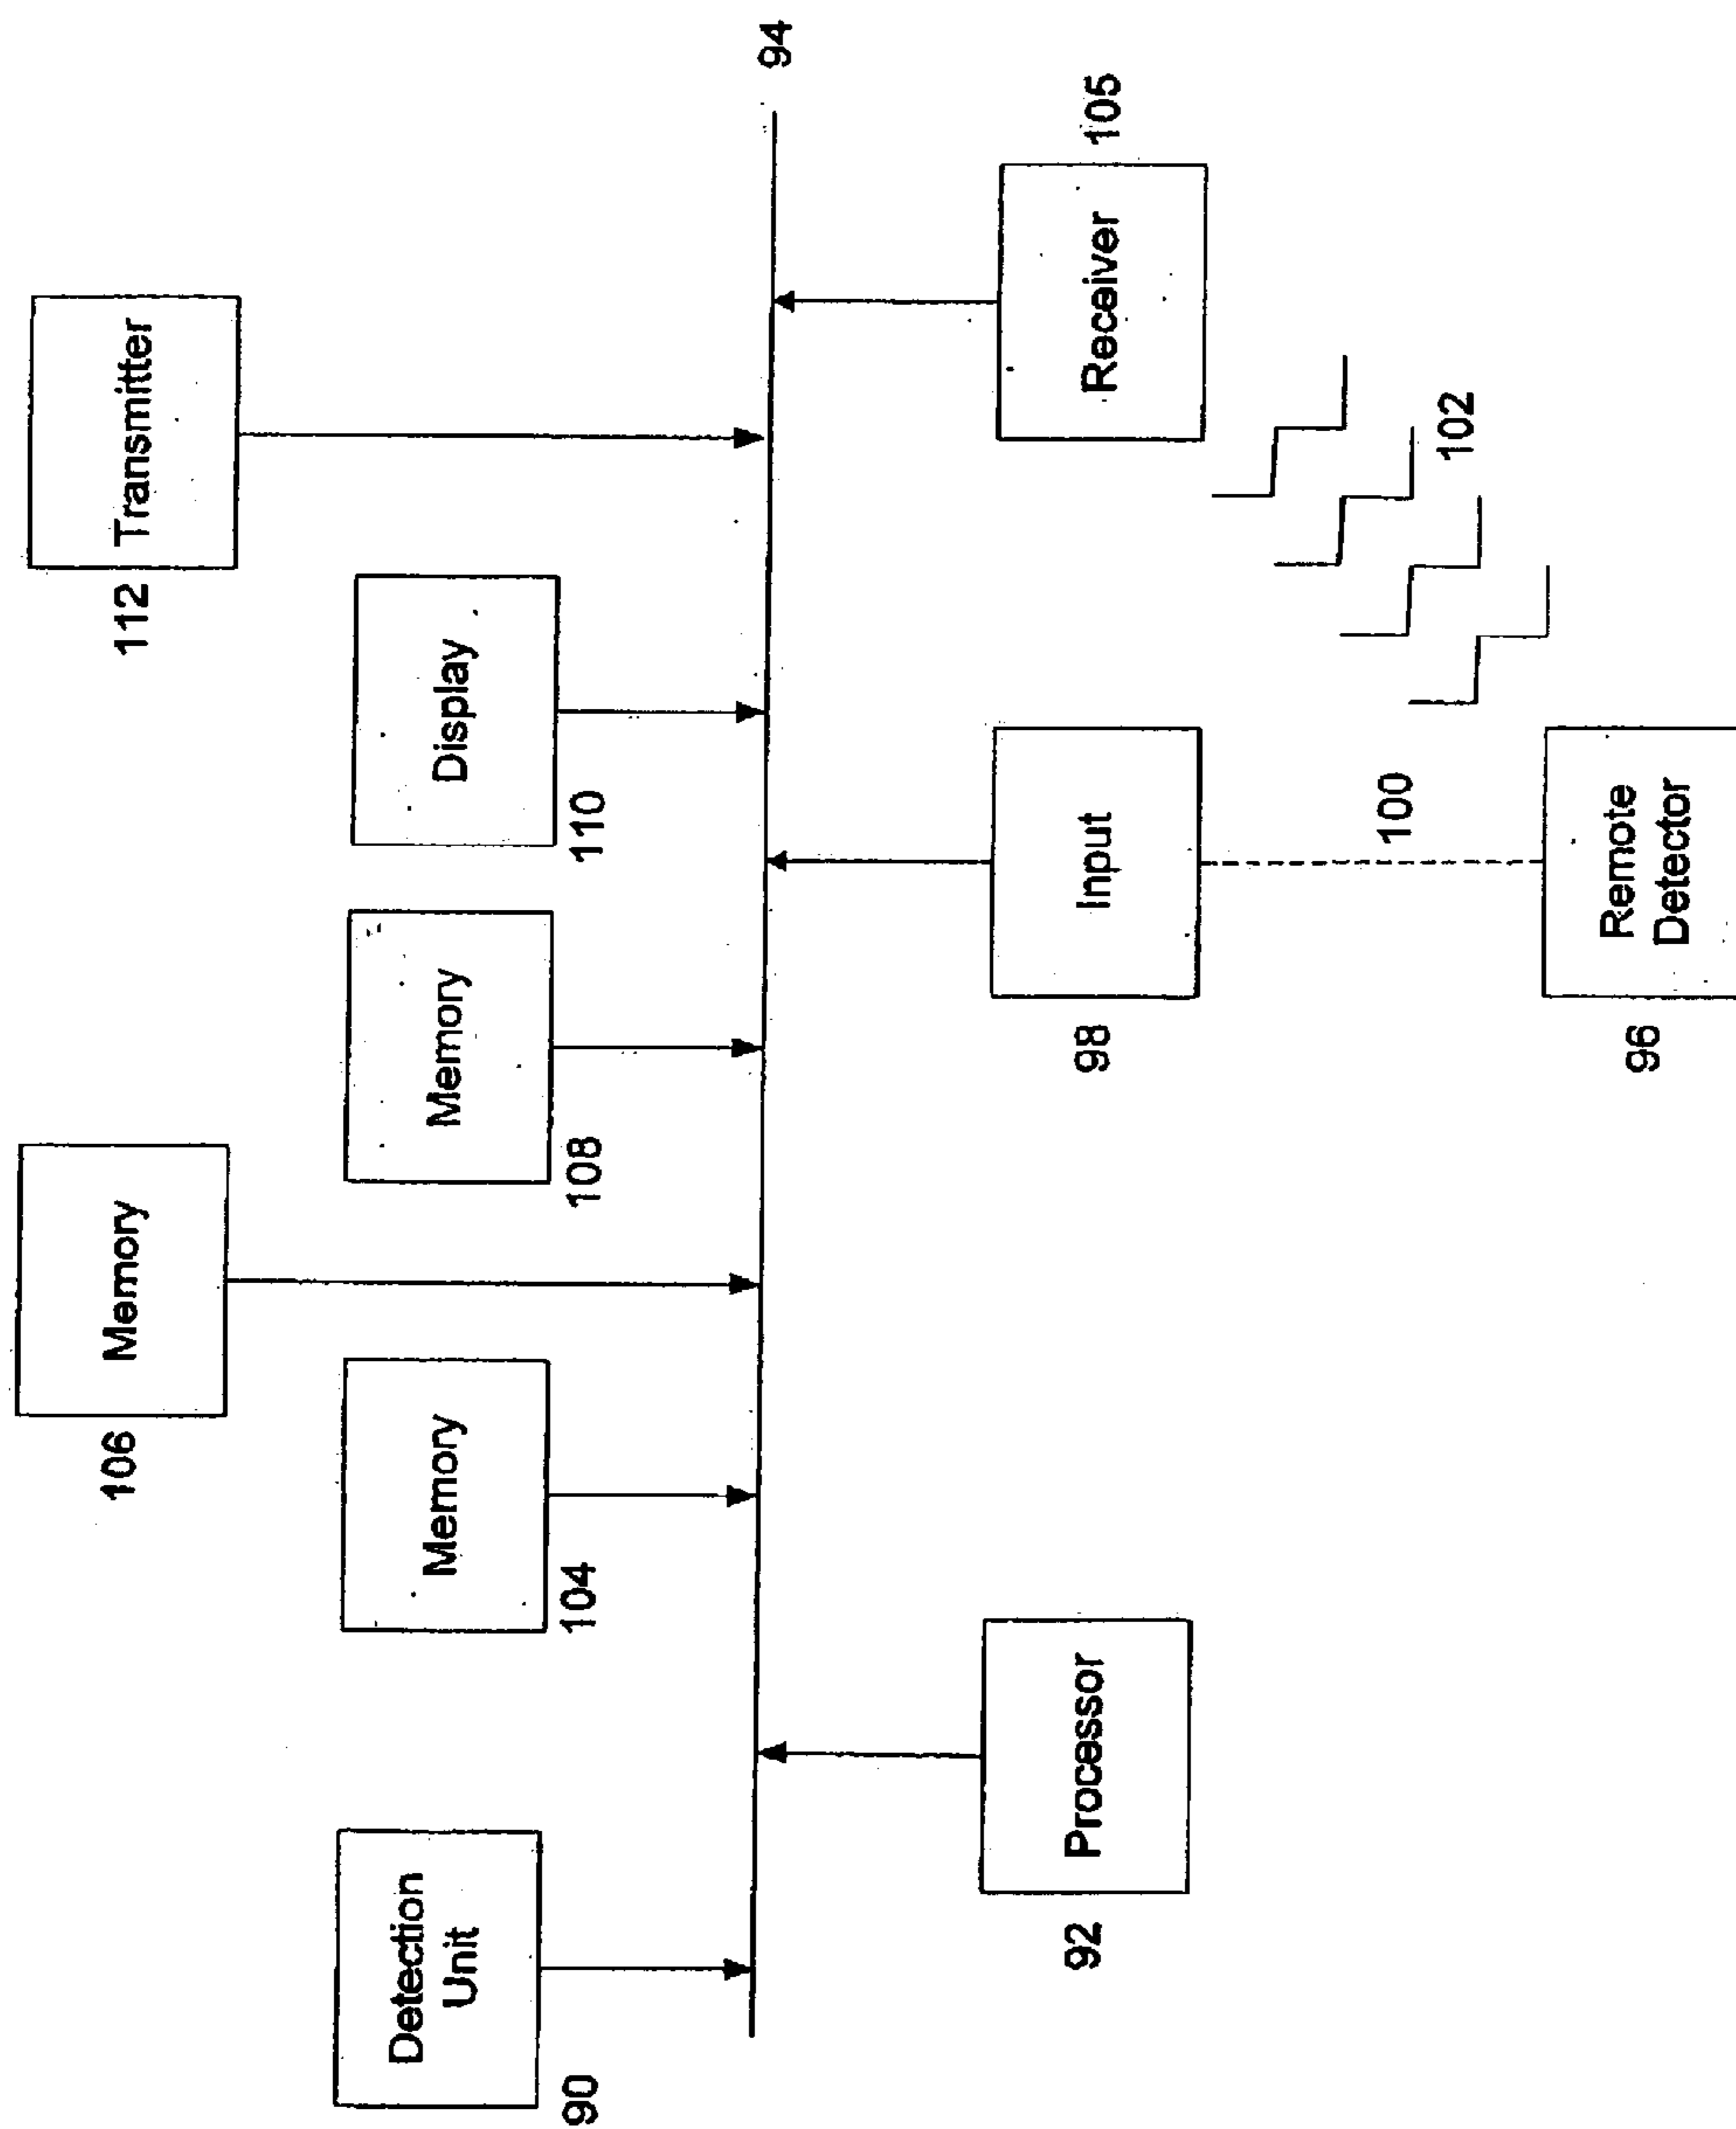 112
Transmitter
106
Memory
110
Display
108
Memory
104
Memory
90
Detection
Unit
94
92
Processor
98
Input
105
Receiver
100
102
96
Remote
Detector